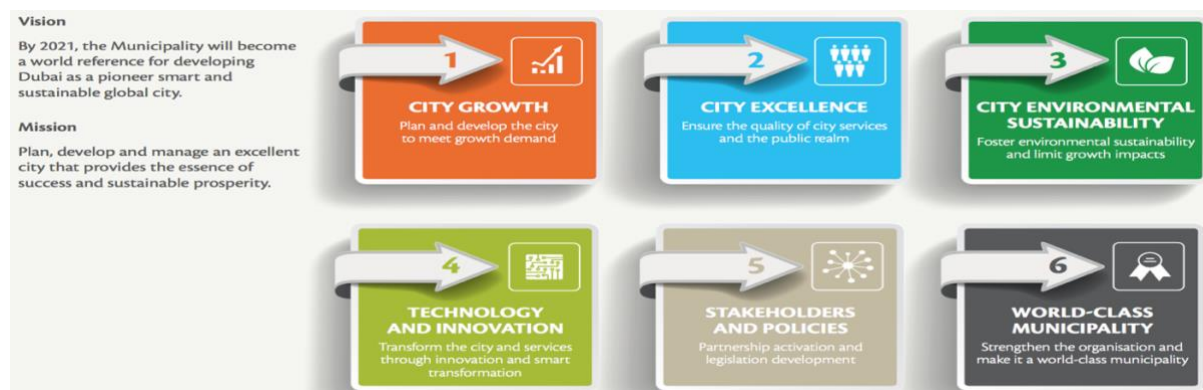 Vision
By 2021, the Municipality will become
a world reference for developing
Dubai as a pioneer smart and
sustainable global city.
Mission
Plan, develop and manage an excellent
city that provides the essence of
success and sustainable prosperity.
1
CITY GROWTH
Plan and develop the city
to meet growth demand
2
CITY EXCELLENCE
Ensure the quality of city services
and the public realm
3
CITY ENVIRONMENTAL
SUSTAINABILITY
Foster environmental sustainability
and limit growth impacts
4
TECHNOLOGY
AND INNOVATION
Transform the city and services
through innovation and smart
transformation
5
STAKEHOLDERS
AND POLICIES
Partnership activation and
legislation development
6
WORLD-CLASS
MUNICIPALITY
Strengthen the organisation and
make it a world-class municipality